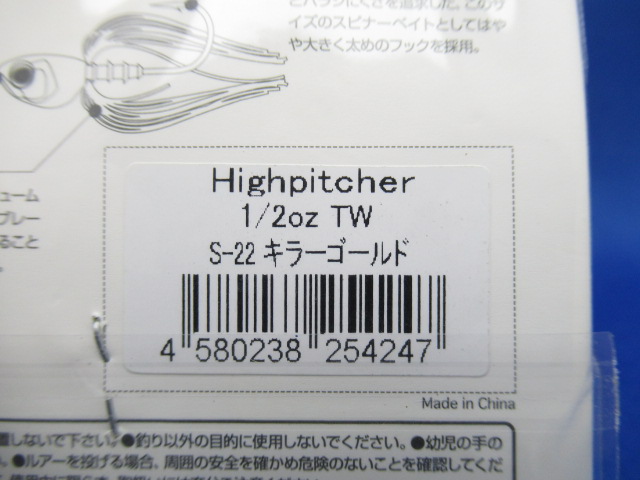 とバラしにくさを追求した。このサ
イズのスピナーベイトとしてはや
や大きく太めのフックを採用。
ューム
ブレー
ること
Highpitcher
1/2oz TW
S-22 キラーゴールド
4 580238 254247
Made in China
置しないで下さい。●釣り以外の目的に使用しないでください。●幼児の手の
●ルアーを投げる場合、周囲の安全を確かめ危険のないことを確認してくだ